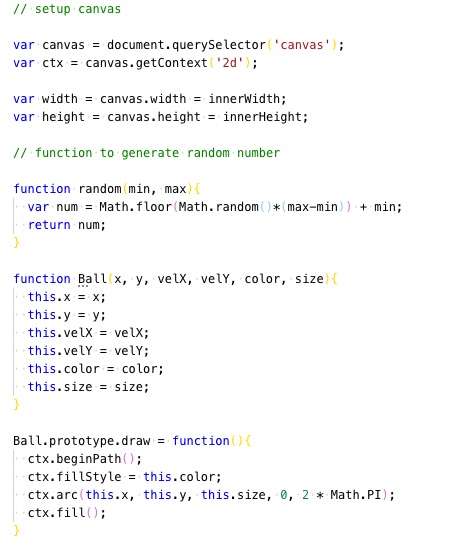 // setup canvas
var canvas = document.querySelector('canvas');
var ctx = canvas.getContext('2d');
var width = canvas.width = innerWidth;
var height = canvas.height = innerHeight;
// function to generate random number
function random(min, max){
  var num = Math.floor(Math.random()*(max-min)) + min;
  return num;
}
function Ball(x, y, velX, velY, color, size){
  this.x = x;
  this.y = y;
  this.velX = velX;
  this.velY = velY;
  this.color = color;
  this.size = size;
}
Ball.prototype.draw = function(){
  ctx.beginPath();
  ctx.fillStyle = this.color;
  ctx.arc(this.x, this.y, this.size, 0, 2 * Math.PI);
  ctx.fill();
}